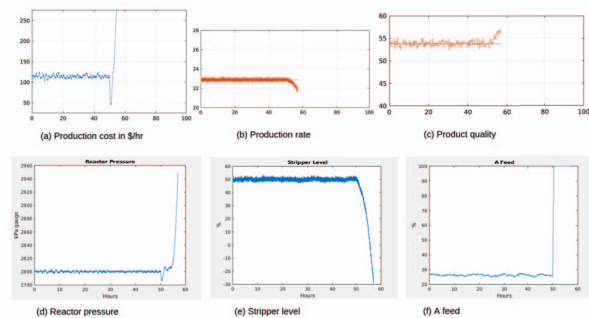 250
200
150
100
50
0 20 40 60 80 100
(a) Production cost in $/hr
28
26
24
22
20
0 20 40 60 80 100
(b) Production rate
60
55
50
45
40
0 20 40 60 80 100
(c) Product quality
Reactor Pressure
2960
2940
2920
2900
2880
2860
2840
2820
2800
2780
kPa gauge
0 10 20 30 40 50 60
Hours
(d) Reactor pressure
Stripper Level
60
50
40
30
20
10
0
-10
-20
-30
%
0 10 20 30 40 50 60
Hours
(e) Stripper level
A Feed
100
90
80
70
60
50
40
30
20
%
0 10 20 30 40 50 60
Hours
(f) A feed